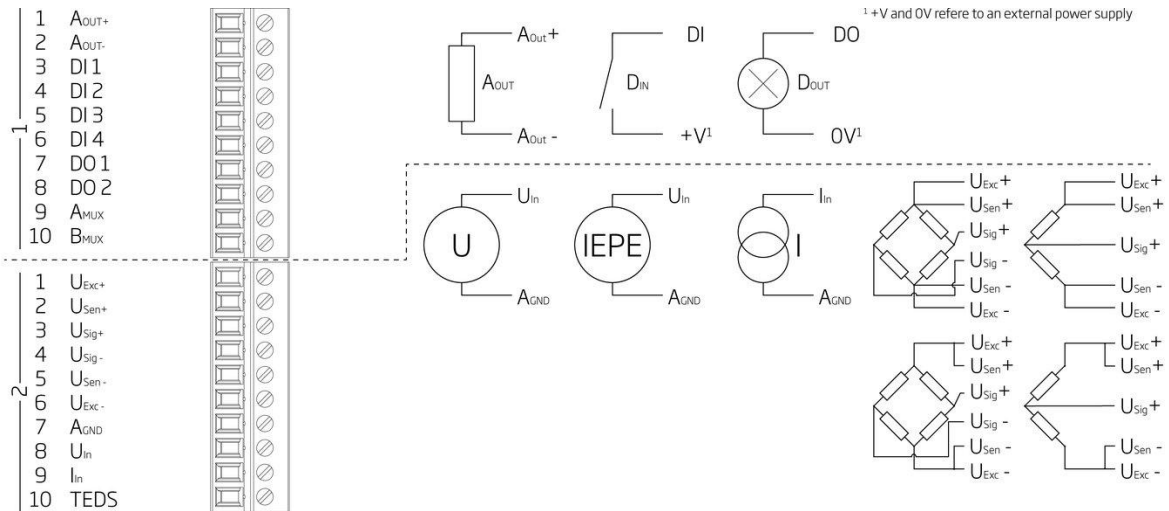 1 AOUT+
2 AOUT-
3 DI 1
4 DI 2
5 DI 3
6 DI 4
7 DO 1
8 DO 2
9 AMUX
10 BMUX
1
1 UExc+
2 USen+
3 USig+
4 USig-
5 USen-
6 UExc-
7 AGND
8 UIn
9 IIn
10 TEDS
2
¹ +V and 0V refere to an external power supply
AOut+
AOUT
AOut -
DI
DIN
+V¹
DO
DOUT
0V¹
UIn
U
AGND
UIn
IEPE
AGND
IIn
I
AGND
UExc+
USen+
USig+
USig -
USen -
UExc -
UExc+
USen+
USig+
USen -
UExc -
UExc+
USen+
USig+
USig -
USen -
UExc -
UExc+
USen+
USig+
USen -
UExc -